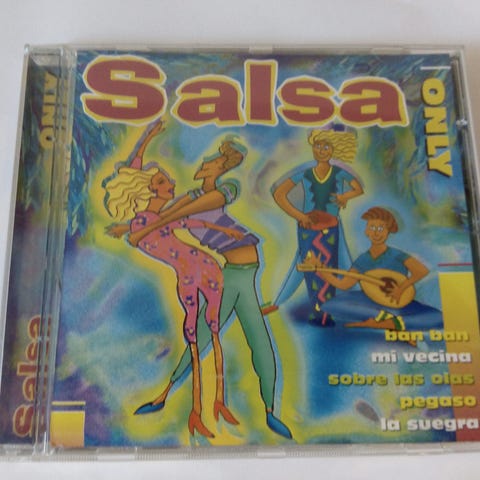 Salsa
ONLY
ban ban
mi vecina
sobre las olas
pegaso
la suegra
Salsa
ONLY